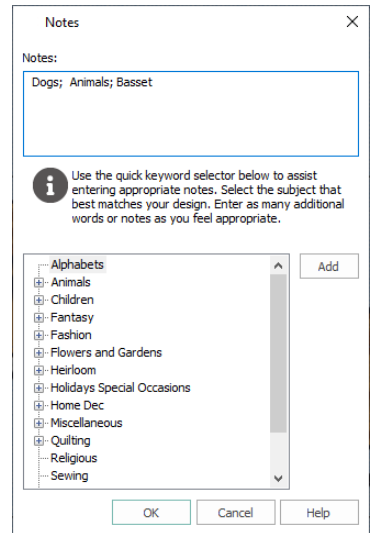 Notes
Notes:
Dogs;  Animals; Basset
Use the quick keyword selector below to assist
entering appropriate notes. Select the subject that
best matches your design. Enter as many additional
words or notes as you feel appropriate.
Alphabets
Add
Animals
Children
Fantasy
Fashion
Flowers and Gardens
Heirloom
Holidays Special Occasions
Home Dec
Miscellaneous
Quilting
Religious
Sewing
OK
Cancel
Help